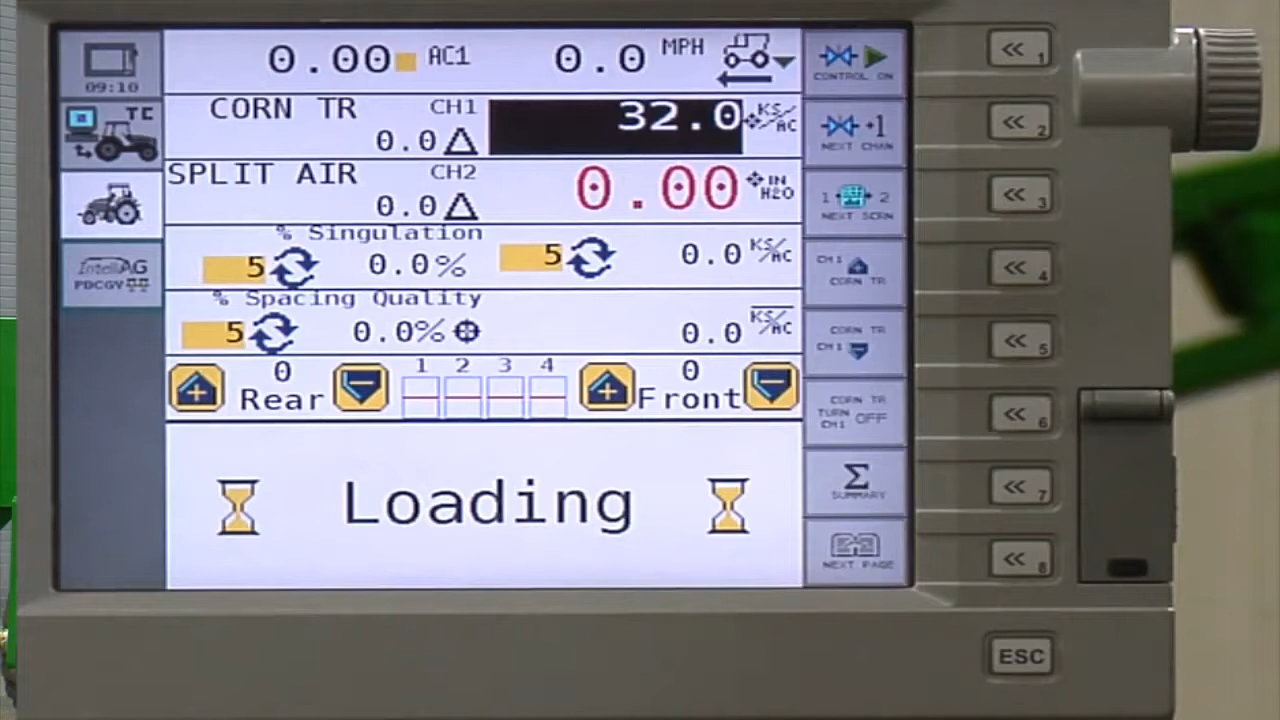 09:10
TC
IntelliAG
PDCGY
0.00 AC1 0.0 MPH
CORN TR CH1 32.0 KS/AC
0.0
SPLIT AIR CH2 0.00 IN H2O
0.0
% Singulation
5 0.0% 5 0.0 KS/AC
% Spacing Quality
5 0.0% 0.0 KS/AC
0 1 2 3 4 0
Rear Front
Loading
CONTROL ON
+1
NEXT CHAN
1 2
NEXT SCRN
CH1
CORN TR
CORN TR
CH1
CORN TR
TURN OFF
CH1
Σ
SUMMARY
NEXT PAGE
<< 1
<< 2
<< 3
<< 4
<< 5
<< 6
<< 7
<< 8
ESC